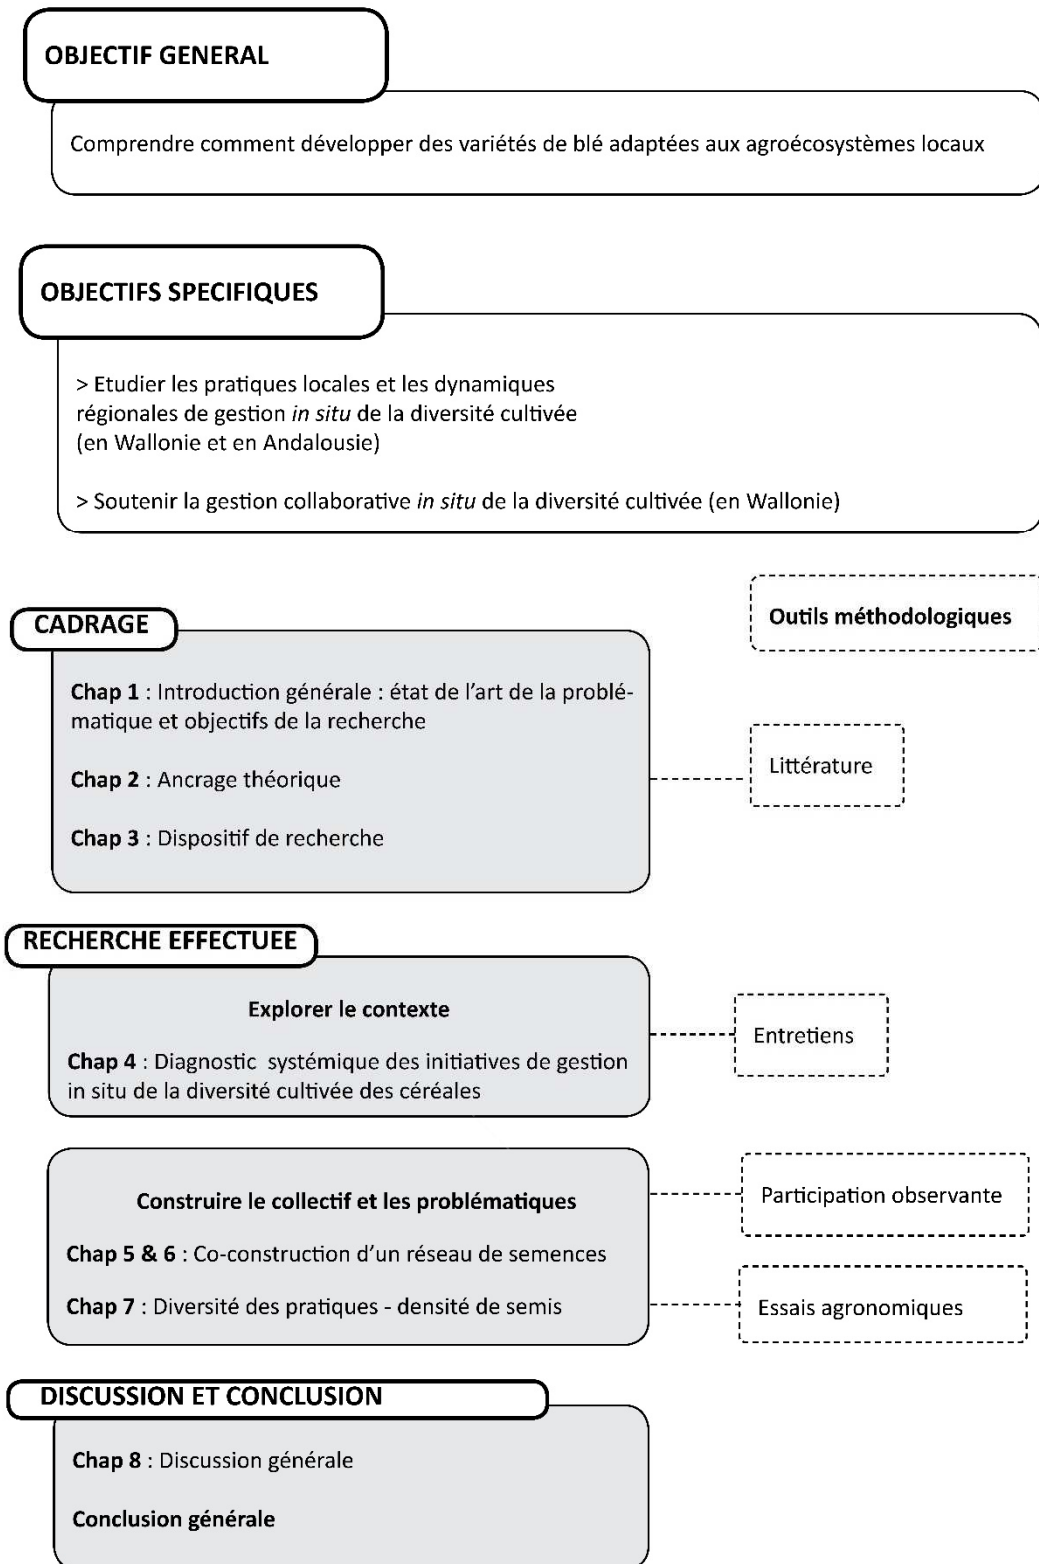 OBJECTIF GENERAL
Comprendre comment développer des variétés de blé adaptées aux agroécosystèmes locaux
OBJECTIFS SPECIFIQUES
> Etudier les pratiques locales et les dynamiques
régionales de gestion in situ de la diversité cultivée
(en Wallonie et en Andalousie)
> Soutenir la gestion collaborative in situ de la diversité cultivée (en Wallonie)
Outils méthodologiques
CADRAGE
Chap 1 : Introduction générale : état de l'art de la problé-
matique et objectifs de la recherche
Chap 2 : Ancrage théorique
Chap 3 : Dispositif de recherche
Littérature
RECHERCHE EFFECTUEE
Explorer le contexte
Chap 4 : Diagnostic systémique des initiatives de gestion
in situ de la diversité cultivée des céréales
Entretiens
Construire le collectif et les problématiques
Chap 5 & 6 : Co-construction d'un réseau de semences
Chap 7 : Diversité des pratiques - densité de semis
Participation observante
Essais agronomiques
DISCUSSION ET CONCLUSION
Chap 8 : Discussion générale
Conclusion générale